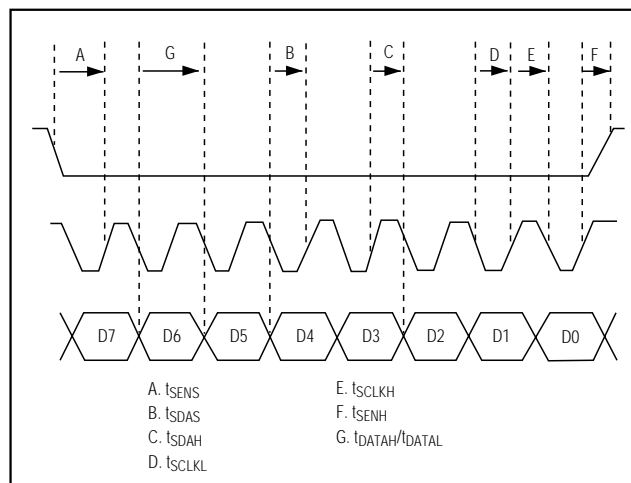 A G B C D E F
D7 D6 D5 D4 D3 D2 D1 D0
A. tSENS
B. tSDAS
C. tSDAH
D. tSCLKL
E. tSCLKH
F. tSENH
G. tDATAH/tDATAL